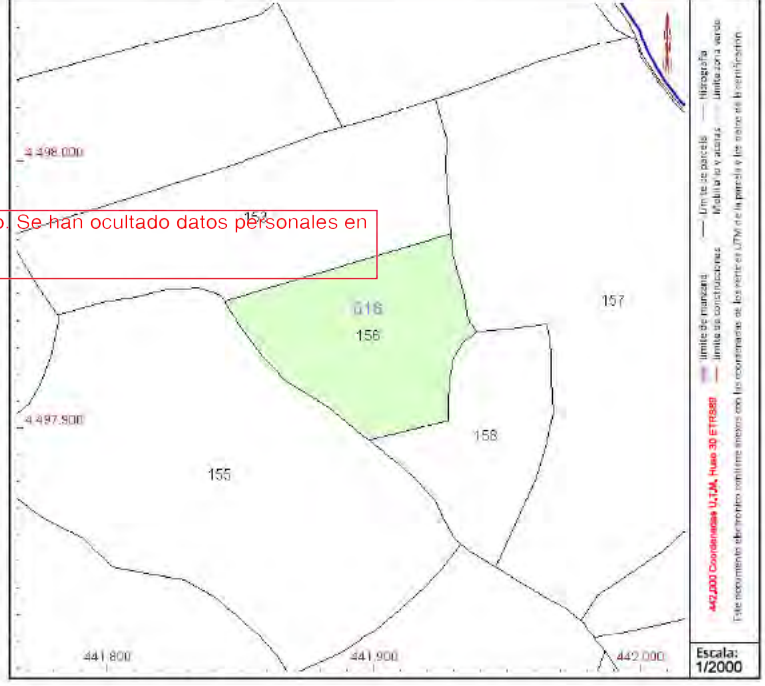 4.498.000
152
o. Se han ocultado datos personales en
157
618
156
4.497.900
158
155
441.800
441.900
442.000
Escala:
1/2000
442,000 Coordenadas U.T.M. Huso 30 ETRS89
límite de manzana
límite de construcciones
Límite de parcela
Mobiliario y aceras
Hidrografía
Límite zona verde
Este documento electrónico contiene anexos con las coordenadas de los vértices UTM de la parcela y los datos de la certificación